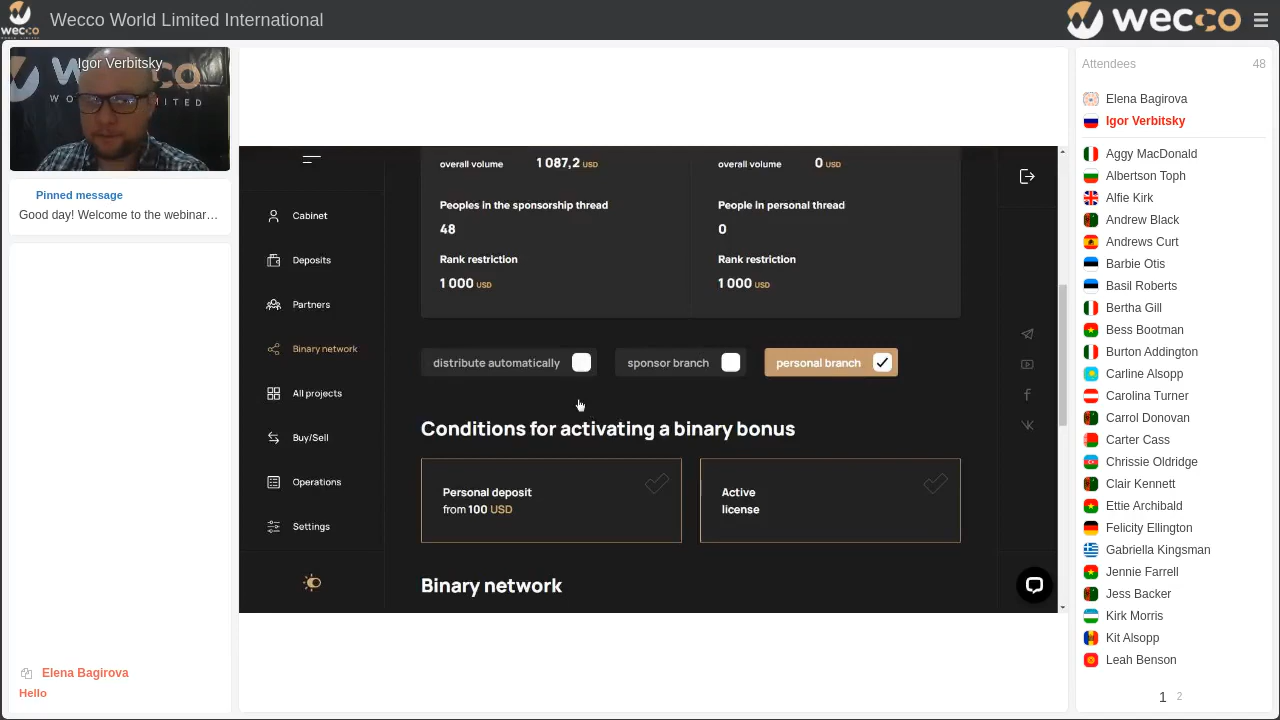 wecco
Wecco World Limited International
wecco
Igor Verbitsky
Pinned message
Good day! Welcome to the webinar…
Elena Bagirova
Hello
overall volume 1 087,2 USD
overall volume 0 USD
Peoples in the sponsorship thread
48
People in personal thread
0
Rank restriction
1 000 USD
Rank restriction
1 000 USD
Cabinet
Deposits
Partners
Binary network
All projects
Buy/Sell
Operations
Settings
distribute automatically
sponsor branch
personal branch
Conditions for activating a binary bonus
Personal deposit
from 100 USD
Active
license
Binary network
Attendees 48
Elena Bagirova
Igor Verbitsky
Aggy MacDonald
Albertson Toph
Alfie Kirk
Andrew Black
Andrews Curt
Barbie Otis
Basil Roberts
Bertha Gill
Bess Bootman
Burton Addington
Carline Alsopp
Carolina Turner
Carrol Donovan
Carter Cass
Chrissie Oldridge
Clair Kennett
Ettie Archibald
Felicity Ellington
Gabriella Kingsman
Jennie Farrell
Jess Backer
Kirk Morris
Kit Alsopp
Leah Benson
1 2